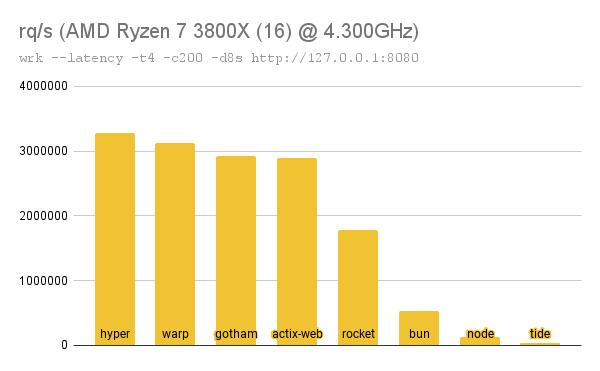 rq/s (AMD Ryzen 7 3800X (16) @ 4.300GHz)
wrk --latency -t4 -c200 -d8s http://127.0.0.1:8080
4000000
3000000
2000000
1000000
0
hyper warp gotham actix-web rocket bun node tide